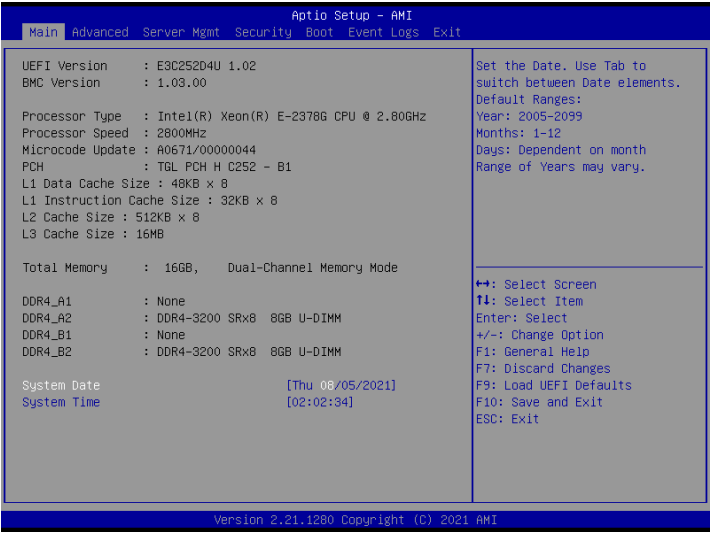 Aptio Setup - AMI
Main Advanced Server Mgmt Security Boot Event Logs Exit
UEFI Version : E3C252D4U 1.02
BMC Version : 1.03.00
Processor Type : Intel(R) Xeon(R) E-2378G CPU @ 2.80GHz
Processor Speed : 2800MHz
Microcode Update : A0671/00000044
PCH : TGL PCH H C252 - B1
L1 Data Cache Size : 48KB x 8
L1 Instruction Cache Size : 32KB x 8
L2 Cache Size : 512KB x 8
L3 Cache Size : 16MB
Total Memory : 16GB, Dual-Channel Memory Mode
DDR4_A1 : None
DDR4_A2 : DDR4-3200 SRx8 8GB U-DIMM
DDR4_B1 : None
DDR4_B2 : DDR4-3200 SRx8 8GB U-DIMM
System Date [Thu 08/05/2021]
System Time [02:02:34]
Set the Date. Use Tab to
switch between Date elements.
Default Ranges:
Year: 2005-2099
Months: 1-12
Days: Dependent on month
Range of Years may vary.
↔: Select Screen
↑↓: Select Item
Enter: Select
+/-: Change Option
F1: General Help
F7: Discard Changes
F9: Load UEFI Defaults
F10: Save and Exit
ESC: Exit
Version 2.21.1280 Copyright (C) 2021 AMI